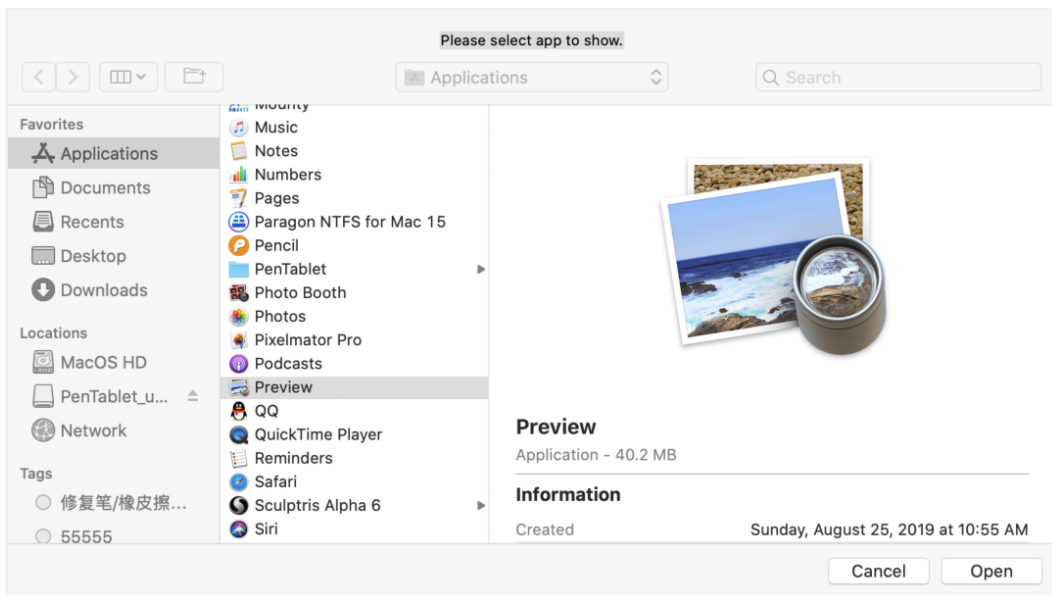 Please select app to show.
Applications
Search
Favorites
Applications
Documents
Recents
Desktop
Downloads
Locations
MacOS HD
PenTablet_u...
Network
Tags
修复笔/橡皮擦...
55555
Mounty
Music
Notes
Numbers
Pages
Paragon NTFS for Mac 15
Pencil
PenTablet
Photo Booth
Photos
Pixelmator Pro
Podcasts
Preview
QQ
QuickTime Player
Reminders
Safari
Sculptris Alpha 6
Siri
Preview
Application - 40.2 MB
Information
Created Sunday, August 25, 2019 at 10:55 AM
Cancel Open